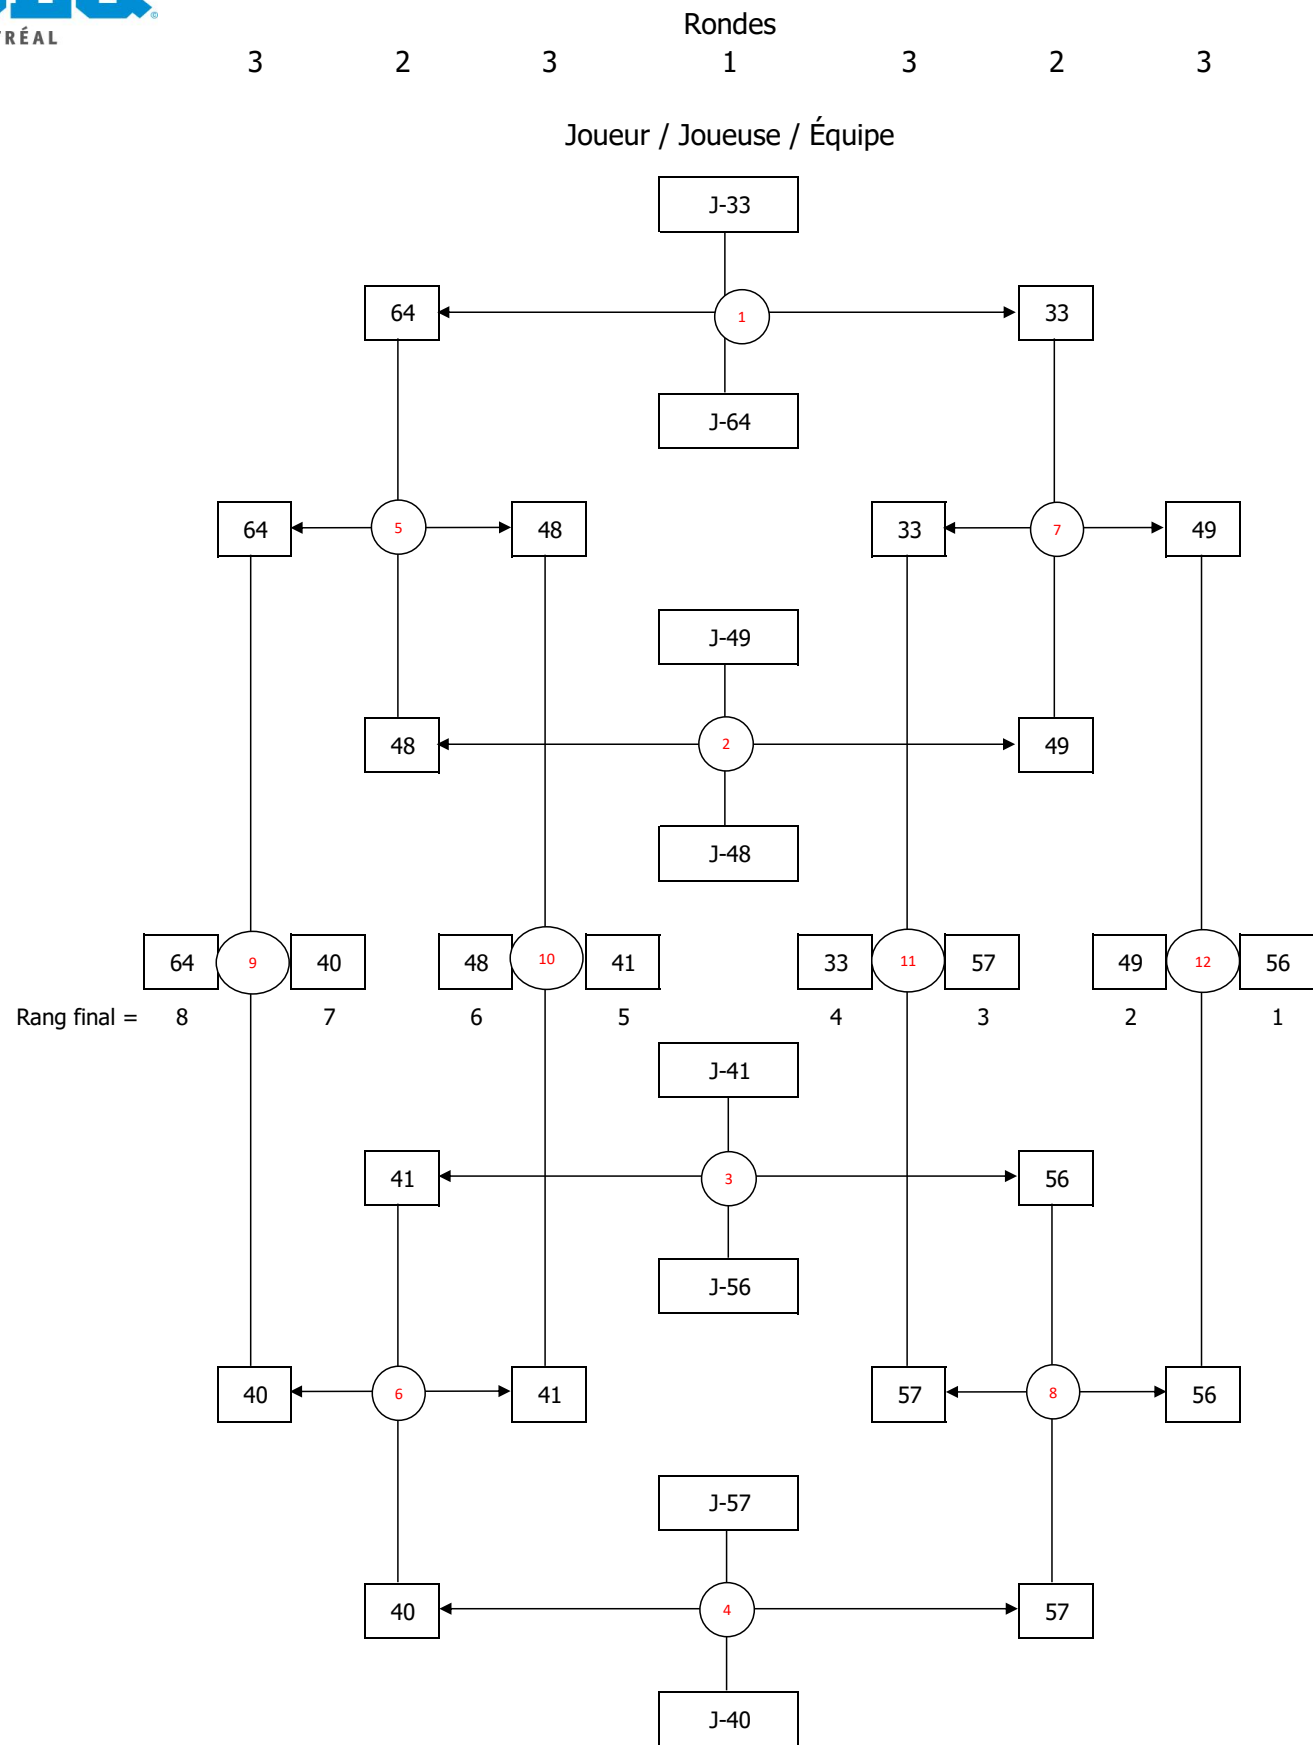 TRÉAL
Rondes
3 2 3 1 3 2 3
Joueur / Joueuse / Équipe
J-33
64 1 33
J-64
64 5 48 33 7 49
J-49
48 2 49
J-48
64 9 40 48 10 41 33 11 57 49 12 56
Rang final = 8 7 6 5 4 3 2 1
J-41
41 3 56
J-56
40 6 41 57 8 56
J-57
40 4 57
J-40